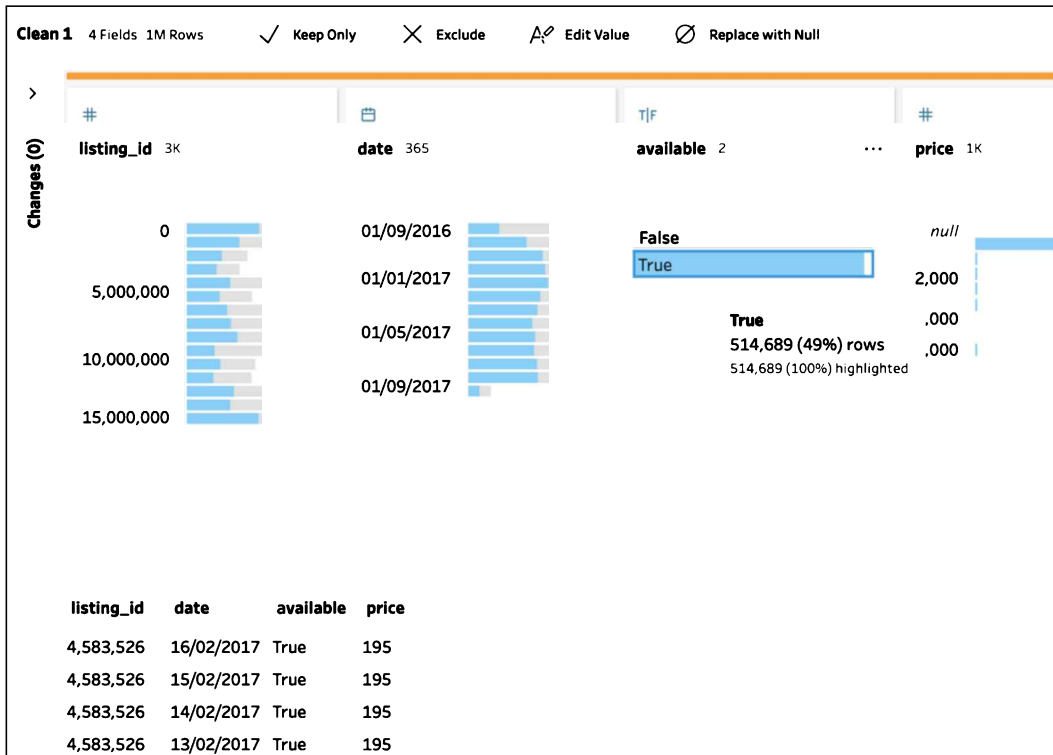 Clean 1 4 Fields 1M Rows Keep Only Exclude Edit Value Replace with Null
Changes (0)
# T|F #
listing_id 3K date 365 available 2 ... price 1K
0
5,000,000
10,000,000
15,000,000
01/09/2016
01/01/2017
01/05/2017
01/09/2017
False
True
True
514,689 (49%) rows
514,689 (100%) highlighted
null
2,000
,000
,000
listing_id date available price
4,583,526 16/02/2017 True 195
4,583,526 15/02/2017 True 195
4,583,526 14/02/2017 True 195
4,583,526 13/02/2017 True 195